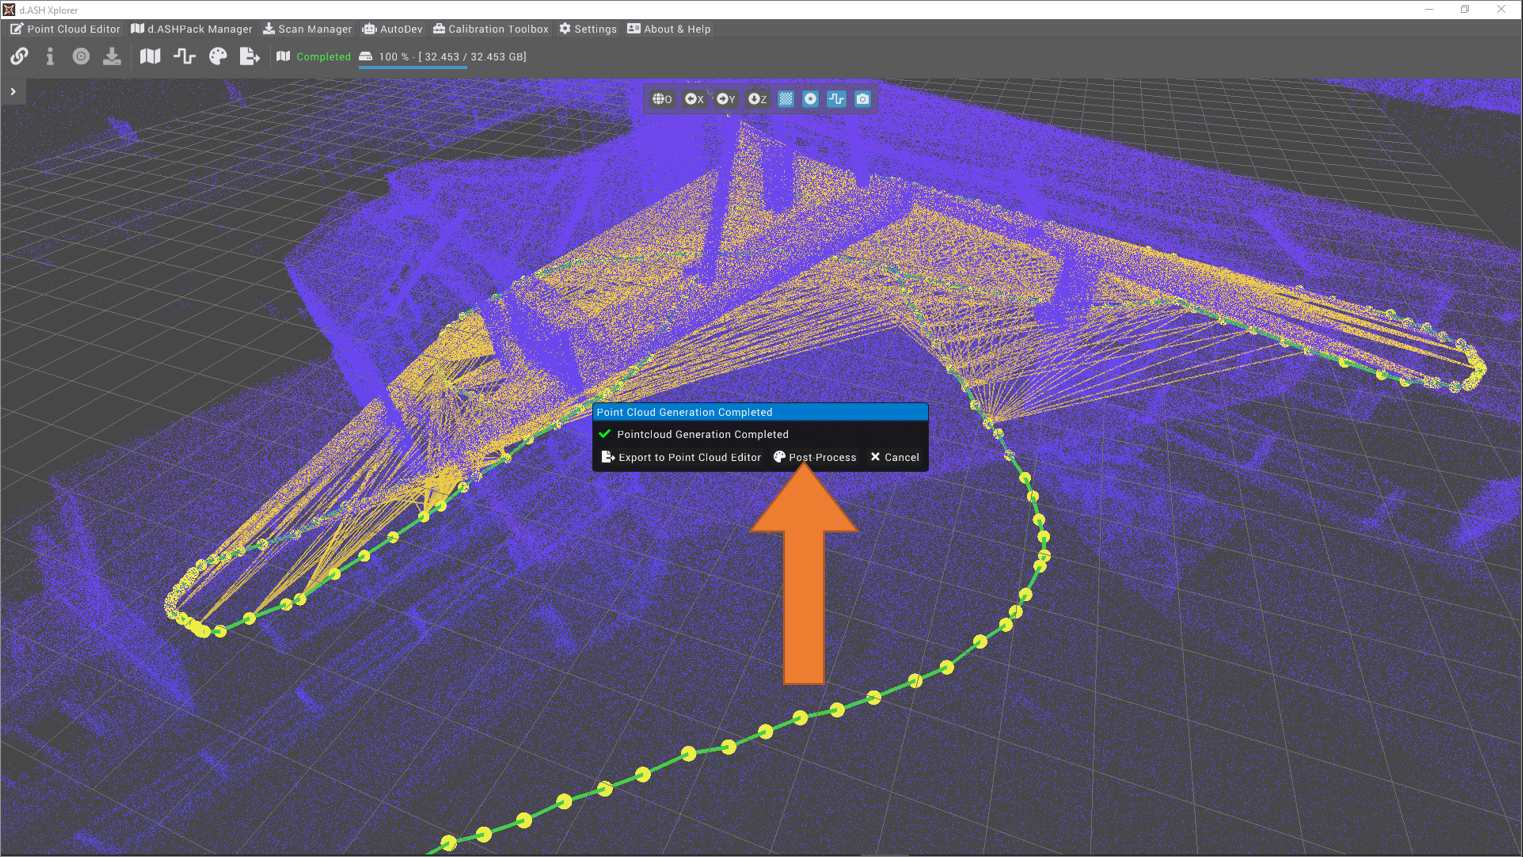 d.ASH Xplorer
Point Cloud Editor d.ASHPack Manager Scan Manager AutoDev Calibration Toolbox Settings About & Help
Completed 100 % - [ 32.453 / 32.453 GB]
O X Y Z
Point Cloud Generation Completed
Pointcloud Generation Completed
Export to Point Cloud Editor Post-Process Cancel